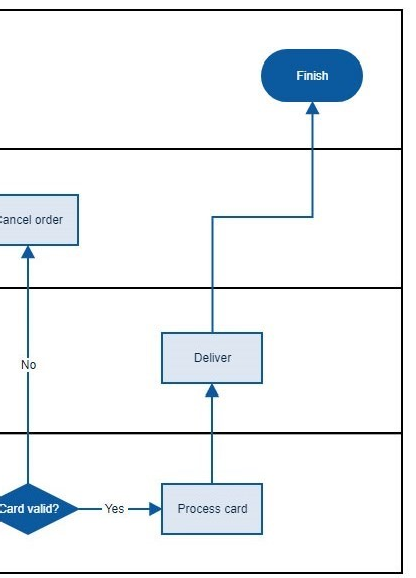 Finish
Cancel order
No
Deliver
Card valid?
Yes
Process card